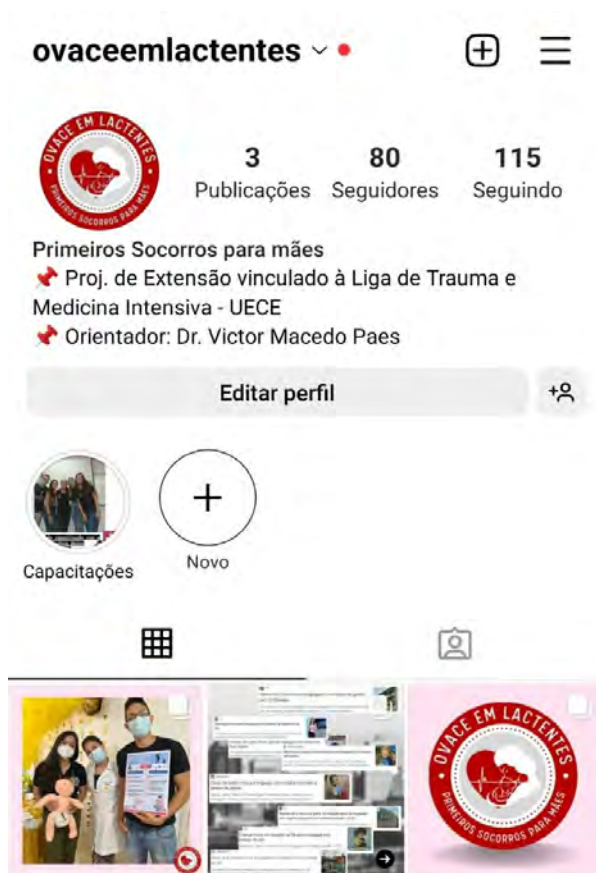 ovaceemlactentes
OVACE EM LACTENTES
PRIMEIROS SOCORROS PARA MÃES
3
80
115
Publicações
Seguidores
Seguindo
Primeiros Socorros para mães
📌 Proj. de Extensão vinculado à Liga de Trauma e
Medicina Intensiva - UECE
📌 Orientador: Dr. Victor Macedo Paes
Editar perfil
Capacitações
Novo
OVACE EM LACTENTES
PRIMEIROS SOCORROS PARA MÃES